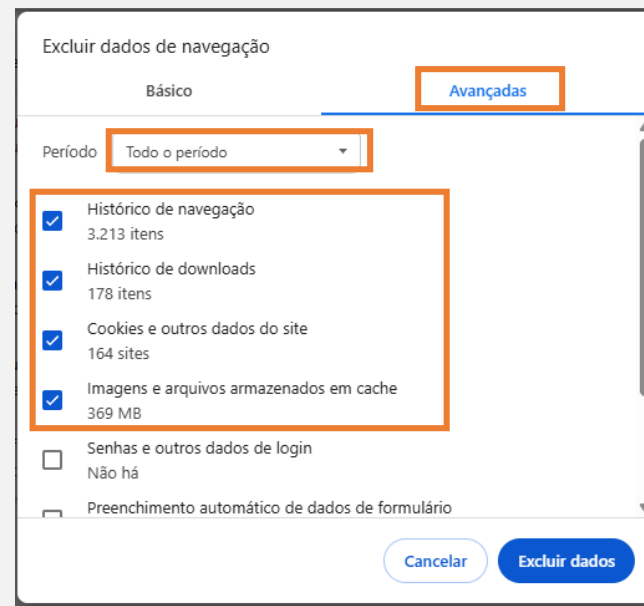 Excluir dados de navegação
Básico
Avançadas
Período
Todo o período
Histórico de navegação
3.213 itens
Histórico de downloads
178 itens
Cookies e outros dados do site
164 sites
Imagens e arquivos armazenados em cache
369 MB
Senhas e outros dados de login
Não há
Preenchimento automático de dados de formulário
Cancelar
Excluir dados